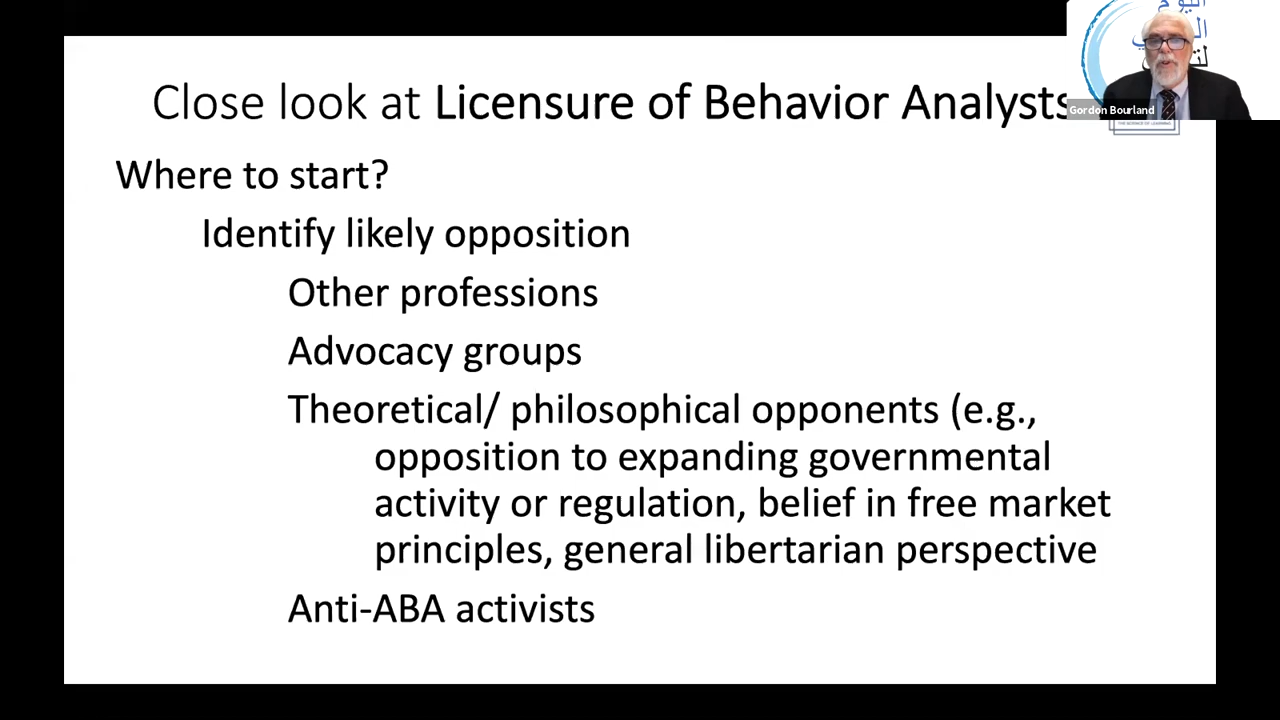 Close look at Licensure of Behavior Analysts
Gordon Bourland
Where to start?
Identify likely opposition
Other professions
Advocacy groups
Theoretical/ philosophical opponents (e.g.,
opposition to expanding governmental
activity or regulation, belief in free market
principles, general libertarian perspective
Anti-ABA activists